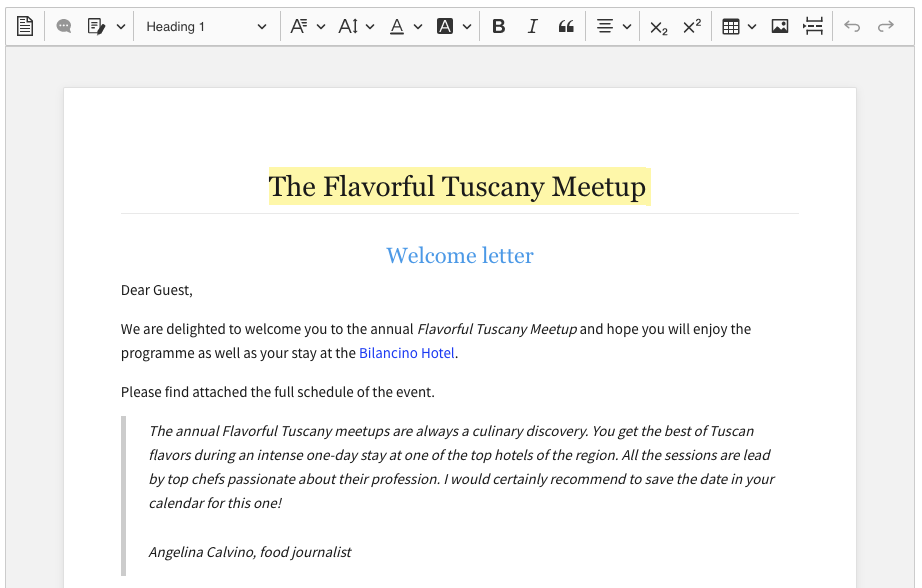 Heading 1
The Flavorful Tuscany Meetup
Welcome letter
Dear Guest,
We are delighted to welcome you to the annual Flavorful Tuscany Meetup and hope you will enjoy the
programme as well as your stay at the Bilancino Hotel.
Please find attached the full schedule of the event.
The annual Flavorful Tuscany meetups are always a culinary discovery. You get the best of Tuscan
flavors during an intense one-day stay at one of the top hotels of the region. All the sessions are lead
by top chefs passionate about their profession. I would certainly recommend to save the date in your
calendar for this one!
Angelina Calvino, food journalist